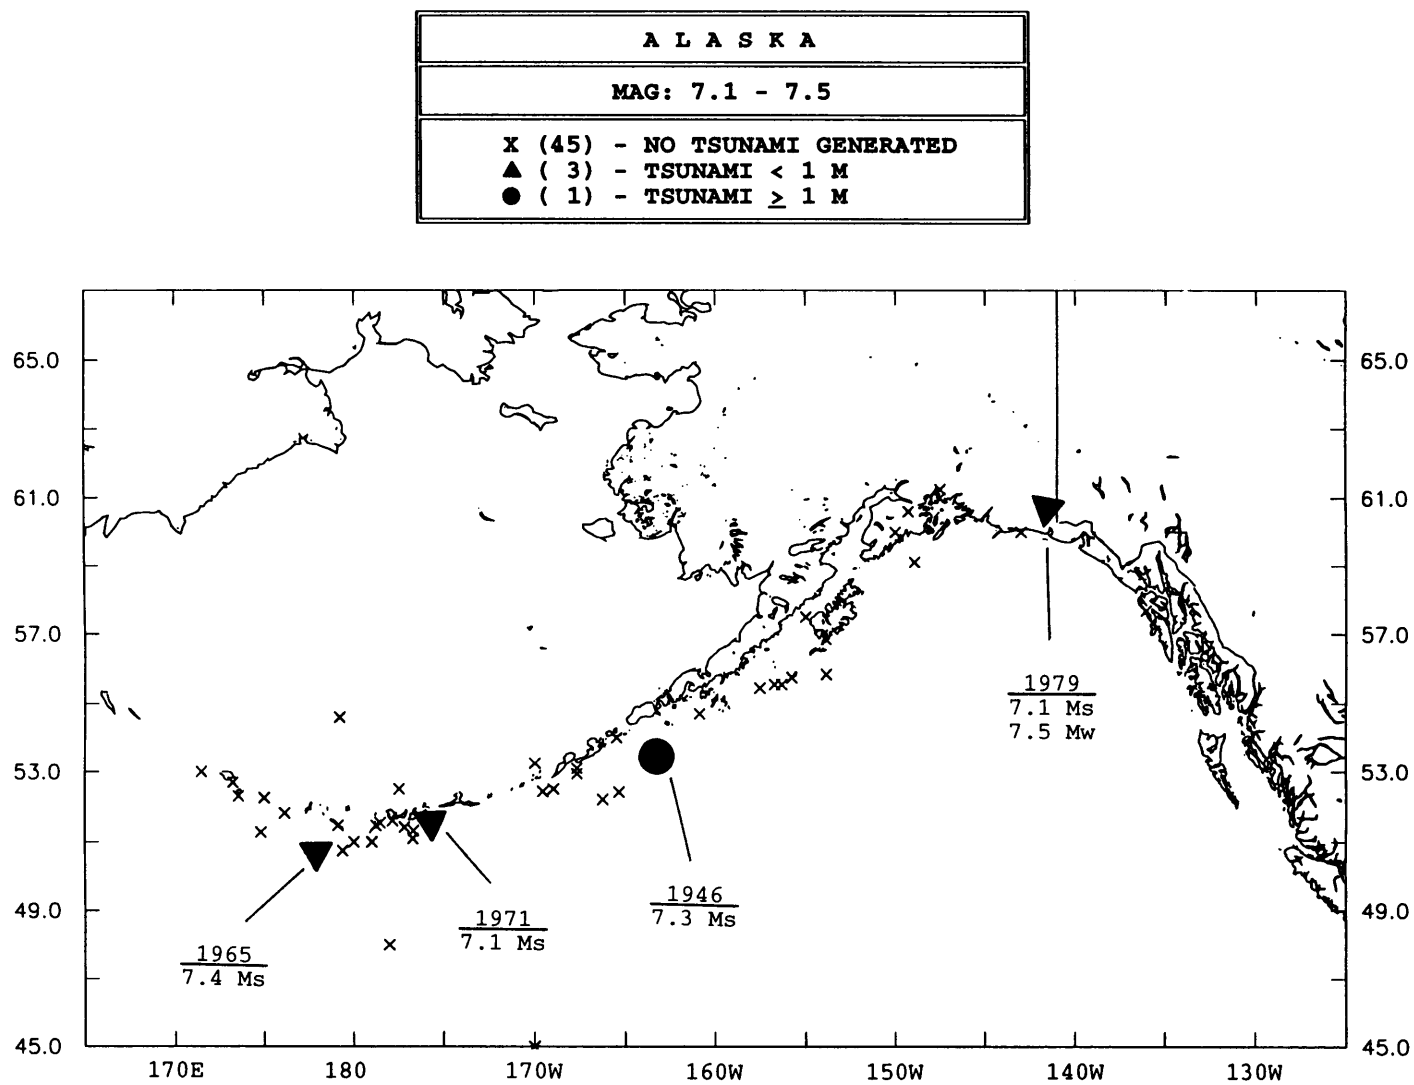 A L A S K A
MAG: 7.1 - 7.5
X (45) - NO TSUNAMI GENERATED
▲ ( 3) - TSUNAMI < 1 M
● ( 1) - TSUNAMI ≥ 1 M
65.0 65.0
61.0 61.0
57.0 57.0
1979
7.1 Ms
7.5 Mw
53.0 53.0
1946
7.3 Ms
49.0 49.0
1971
7.1 Ms
1965
7.4 Ms
45.0 45.0
170E 180 170W 160W 150W 140W 130W